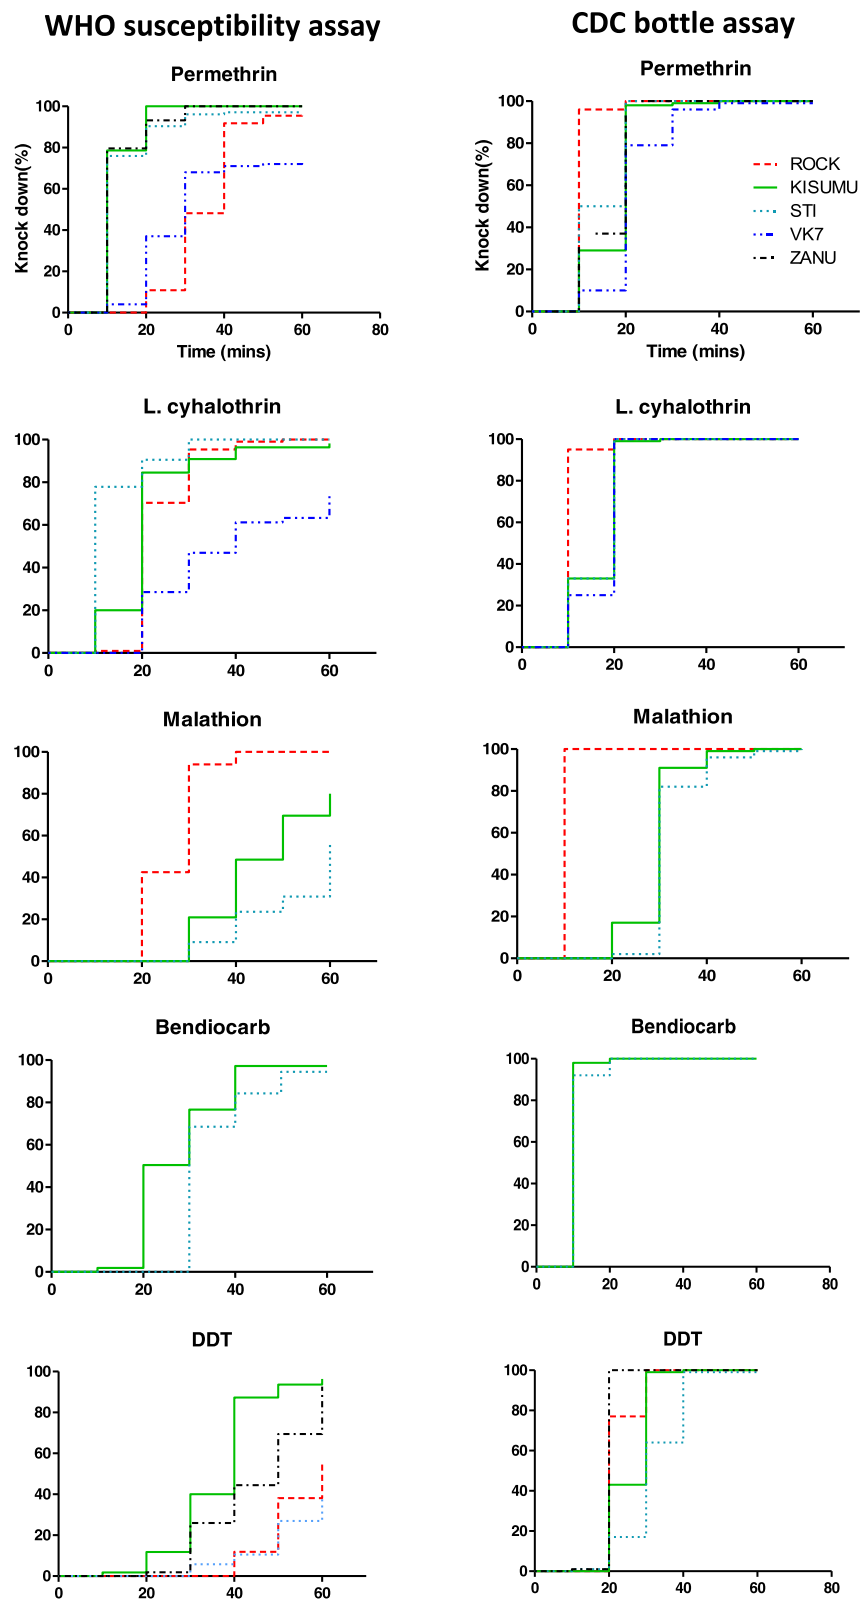 WHO susceptibility assay
CDC bottle assay
Permethrin
Knock down(%)
100
80
60
40
20
0
0 20 40 60 80
Time (mins)
Permethrin
Knock down(%)
100
80
60
40
20
0
0 20 40 60
Time (mins)
ROCK
KISUMU
STI
VK7
ZANU
L. cyhalothrin
100
80
60
40
20
0
0 20 40 60
L. cyhalothrin
100
80
60
40
20
0
0 20 40 60
Malathion
100
80
60
40
20
0
0 20 40 60
Malathion
100
80
60
40
20
0
0 20 40 60
Bendiocarb
100
80
60
40
20
0
0 20 40 60
Bendiocarb
100
80
60
40
20
0
0 20 40 60 80
DDT
100
80
60
40
20
0
0 20 40 60
DDT
100
80
60
40
20
0
0 20 40 60 80